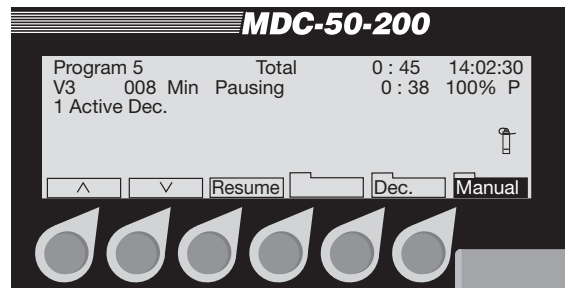 MDC-50-200
Program 5 Total 0 : 45 14:02:30
V3 008 Min Pausing 0 : 38 100% P
1 Active Dec.
Resume Dec. Manual